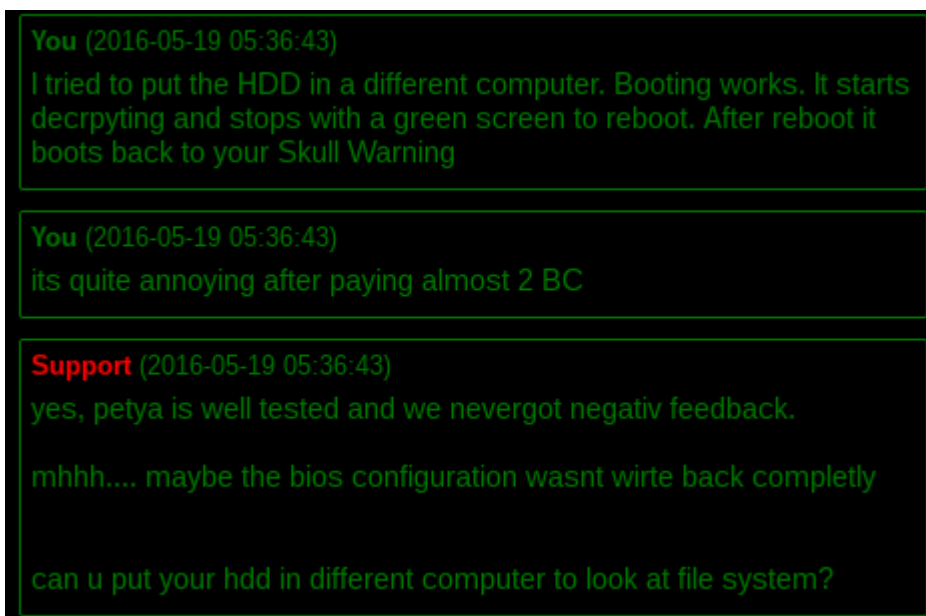 You (2016-05-19 05:36:43)
I tried to put the HDD in a different computer. Booting works. It starts
decrpyting and stops with a green screen to reboot. After reboot it
boots back to your Skull Warning
You (2016-05-19 05:36:43)
its quite annoying after paying almost 2 BC
Support (2016-05-19 05:36:43)
yes, petya is well tested and we nevergot negativ feedback.
mhhh.... maybe the bios configuration wasnt wirte back completly
can u put your hdd in different computer to look at file system?